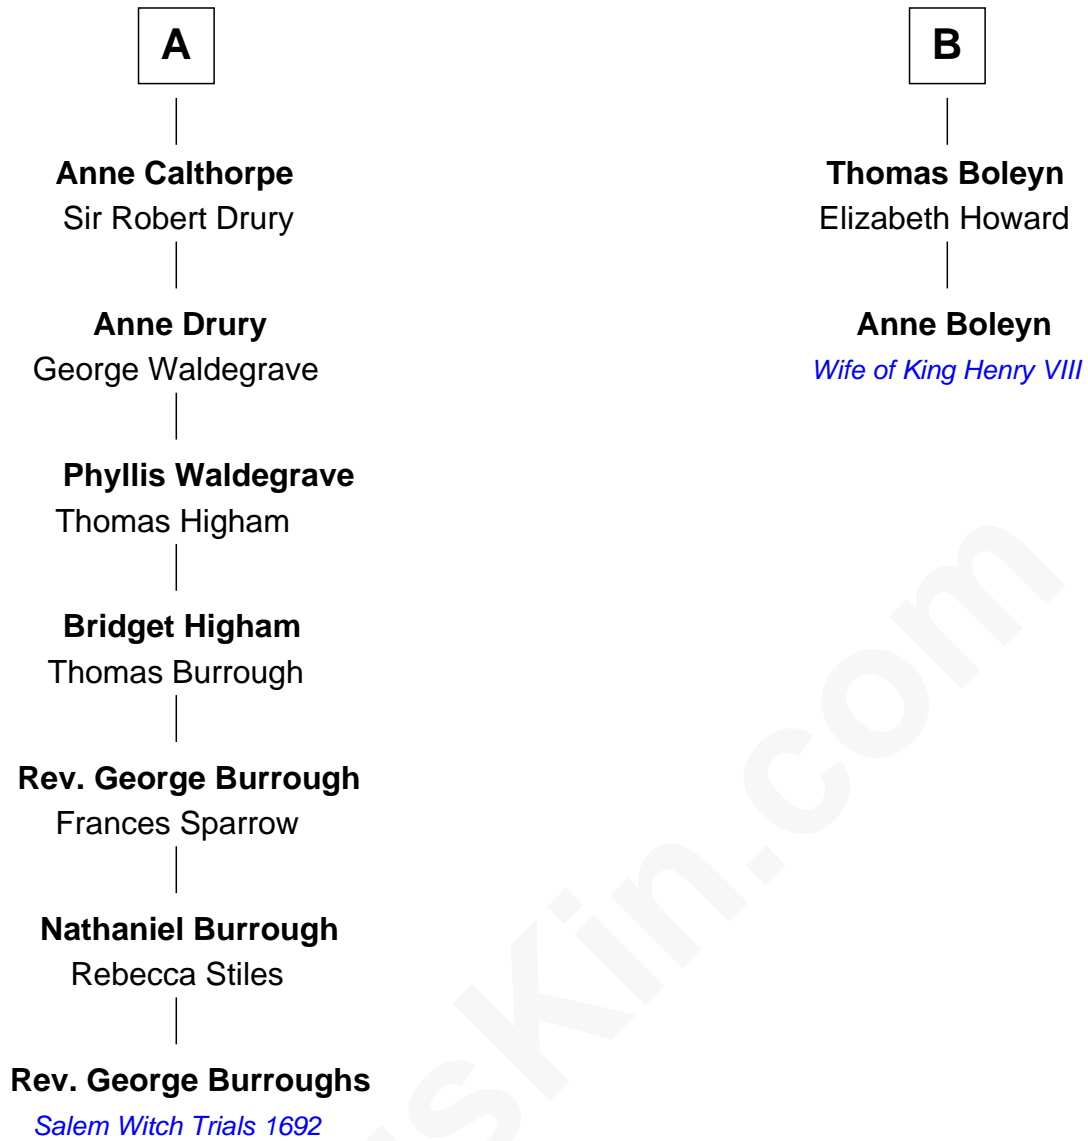 A
Anne Calthorpe
Sir Robert Drury
Anne Drury
George Waldegrave
Phyllis Waldegrave
Thomas Higham
Bridget Higham
Thomas Burrough
Rev. George Burrough
Frances Sparrow
Nathaniel Burrough
Rebecca Stiles
Rev. George Burroughs
Salem Witch Trials 1692
B
Thomas Boleyn
Elizabeth Howard
Anne Boleyn
Wife of King Henry VIII